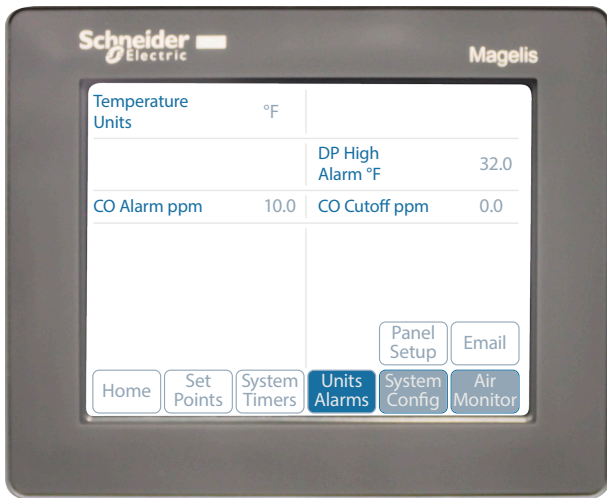 Schneider
Electric
Magelis
Temperature
Units
°F
DP High
Alarm °F
32.0
CO Alarm ppm
10.0
CO Cutoff ppm
0.0
Panel
Setup
Email
Home
Set
Points
System
Timers
Units
Alarms
System
Config
Air
Monitor